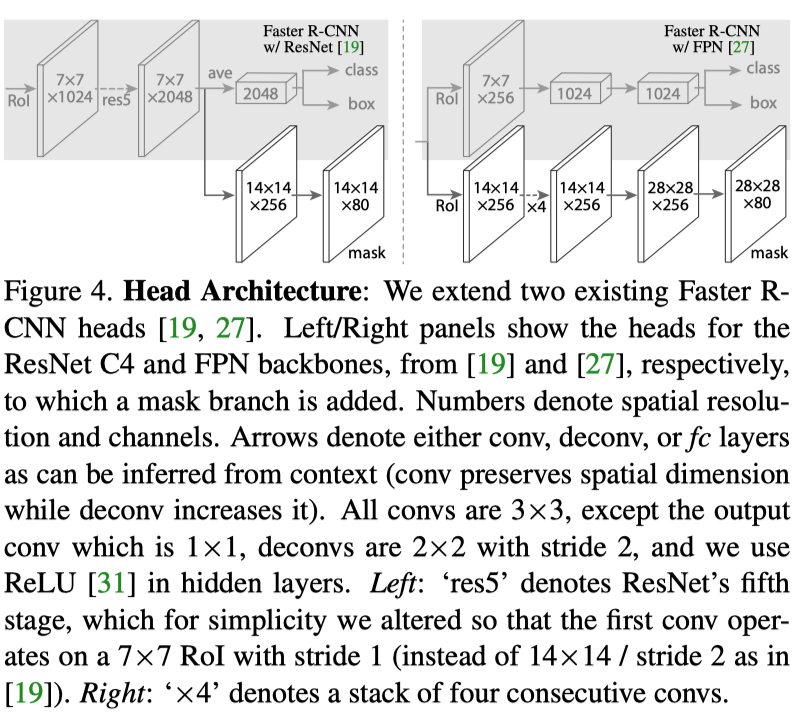 Faster R-CNN
w/ ResNet [19]
RoI
7×7
×1024
res5
7×7
×2048
ave
2048
class
box
14×14
×256
14×14
×80
mask
Faster R-CNN
w/ FPN [27]
RoI
7×7
×256
1024
1024
class
box
RoI
14×14
×256
×4
14×14
×256
28×28
×256
28×28
×80
mask
Figure 4. Head Architecture: We extend two existing Faster R-
CNN heads [19, 27]. Left/Right panels show the heads for the
ResNet C4 and FPN backbones, from [19] and [27], respectively,
to which a mask branch is added. Numbers denote spatial resolu-
tion and channels. Arrows denote either conv, deconv, or fc layers
as can be inferred from context (conv preserves spatial dimension
while deconv increases it). All convs are 3×3, except the output
conv which is 1×1, deconvs are 2×2 with stride 2, and we use
ReLU [31] in hidden layers. Left: ‘res5’ denotes ResNet’s fifth
stage, which for simplicity we altered so that the first conv oper-
ates on a 7×7 RoI with stride 1 (instead of 14×14 / stride 2 as in
[19]). Right: ‘×4’ denotes a stack of four consecutive convs.